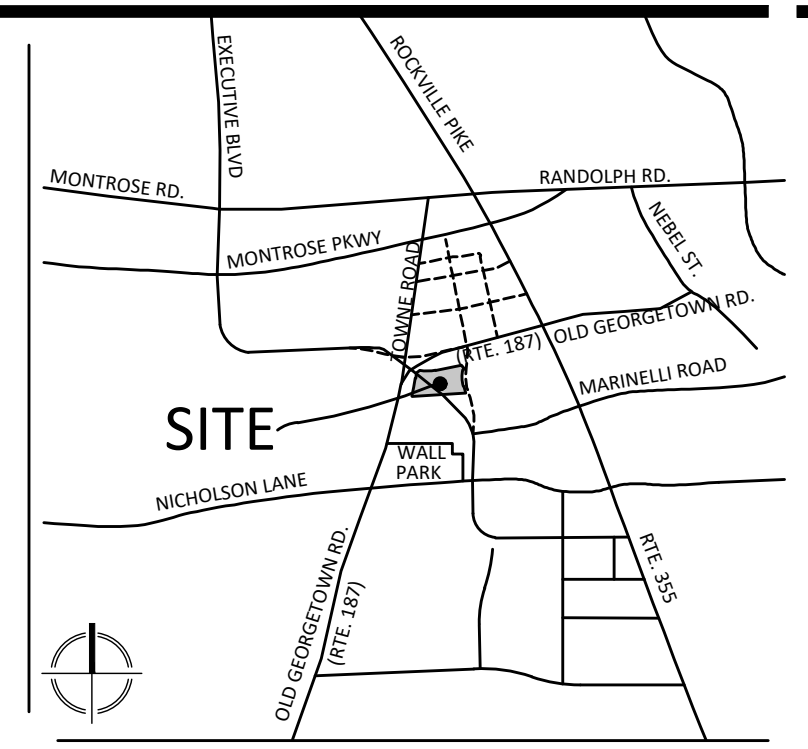 EXECUTIVE BLVD
ROCKVILLE PIKE
MONTROSE RD.
RANDOLPH RD.
MONTROSE PKWY
TOWNE ROAD
NEBEL ST.
(RTE. 187)
OLD GEORGETOWN RD.
MARINELLI ROAD
SITE
WALL
PARK
NICHOLSON LANE
OLD GEORGETOWN RD.
(RTE. 187)
RTE. 355